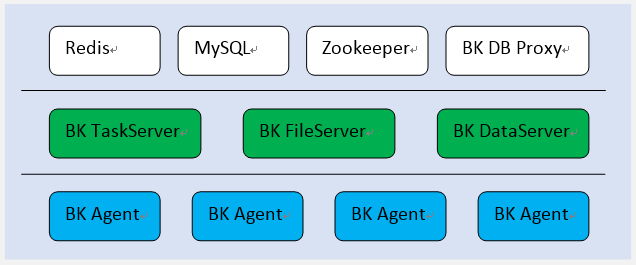 Redis
MySQL
Zookeeper
BK DB Proxy
BK TaskServer
BK FileServer
BK DataServer
BK Agent
BK Agent
BK Agent
BK Agent